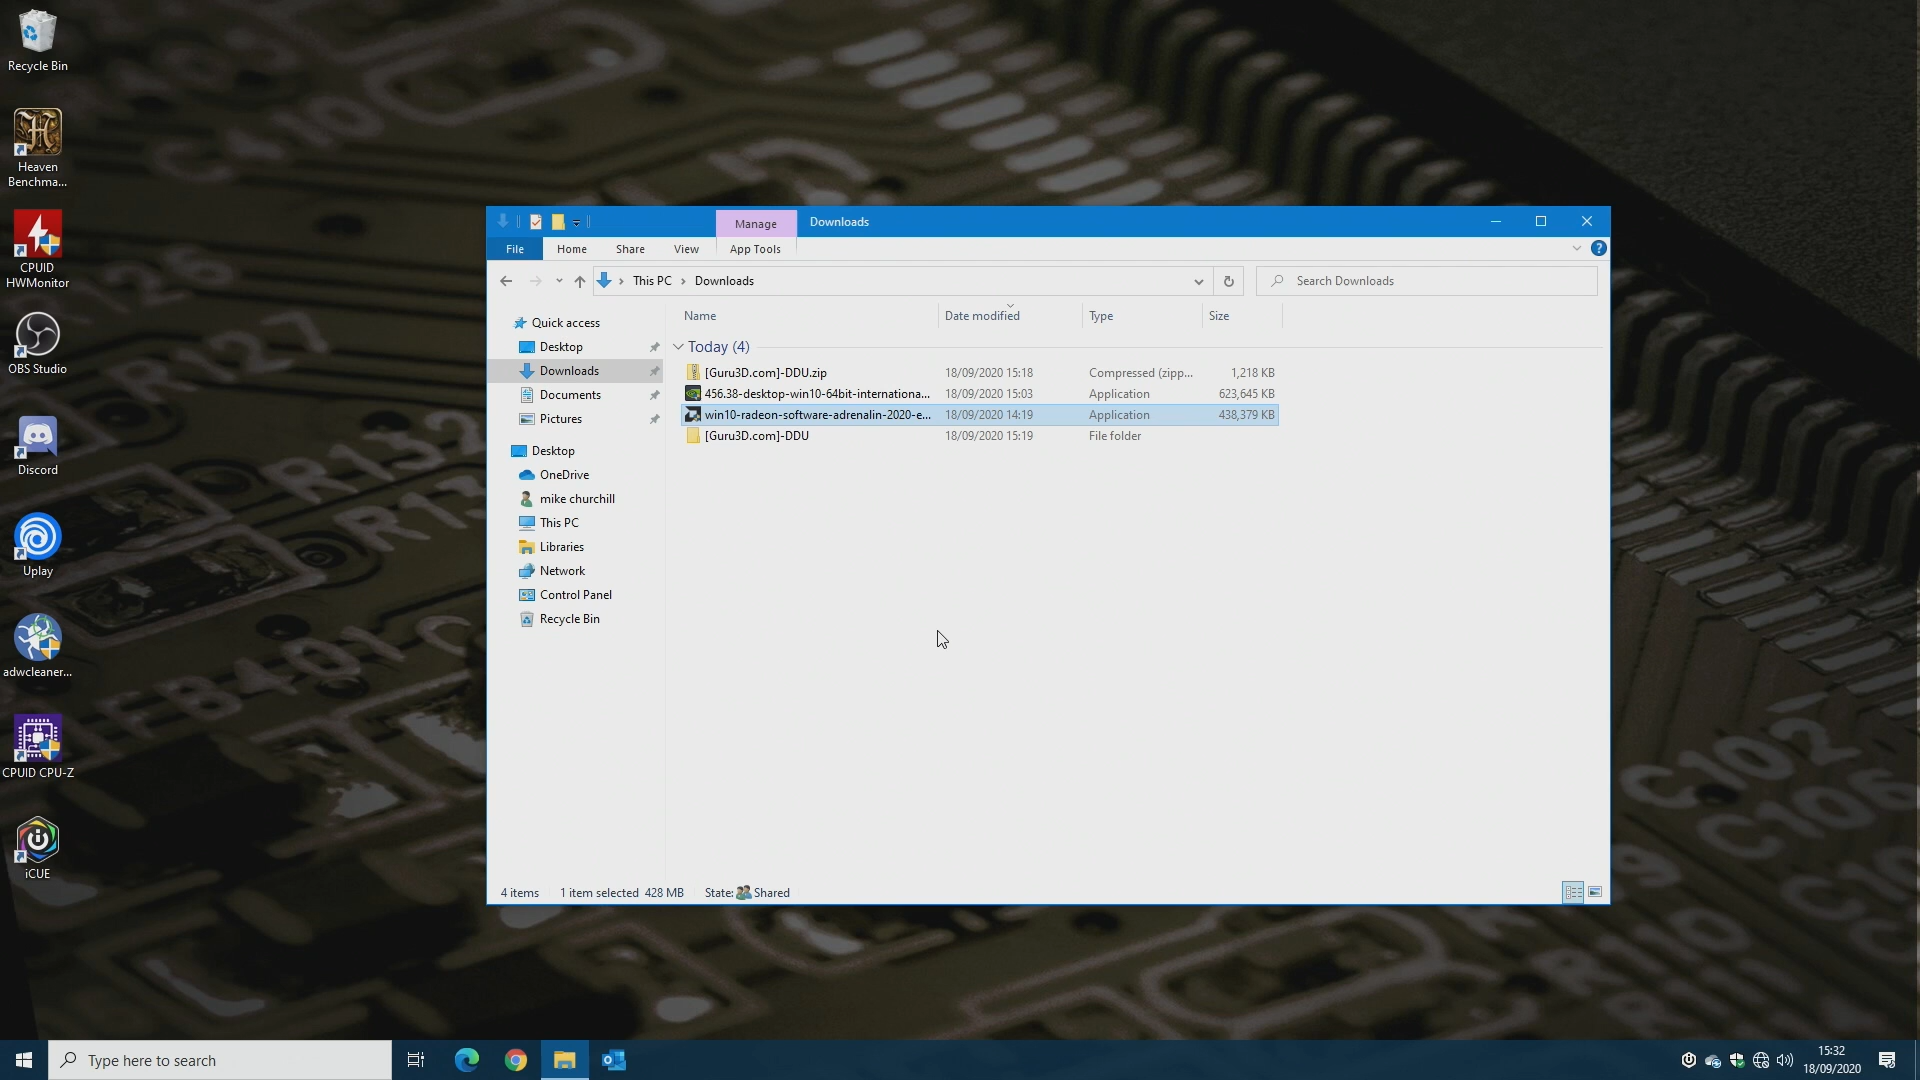 Recycle Bin
Heaven
Benchma...
CPUID
HWMonitor
OBS Studio
Discord
Uplay
adwcleaner...
CPUID CPU-Z
iCUE
Manage
Downloads
File
Home
Share
View
App Tools
This PC
Downloads
Search Downloads
Name
Date modified
Type
Size
Quick access
Desktop
Downloads
Documents
Pictures
Desktop
OneDrive
mike churchill
This PC
Libraries
Network
Control Panel
Recycle Bin
Today (4)
[Guru3D.com]-DDU.zip 18/09/2020 15:18 Compressed (zipp... 1,218 KB
456.38-desktop-win10-64bit-internationa... 18/09/2020 15:03 Application 623,645 KB
win10-radeon-software-adrenalin-2020-e... 18/09/2020 14:19 Application 438,379 KB
[Guru3D.com]-DDU 18/09/2020 15:19 File folder
4 items 1 item selected 428 MB State: Shared
C102
R127
R132
FB401
C102
C106
Type here to search
15:32
18/09/2020